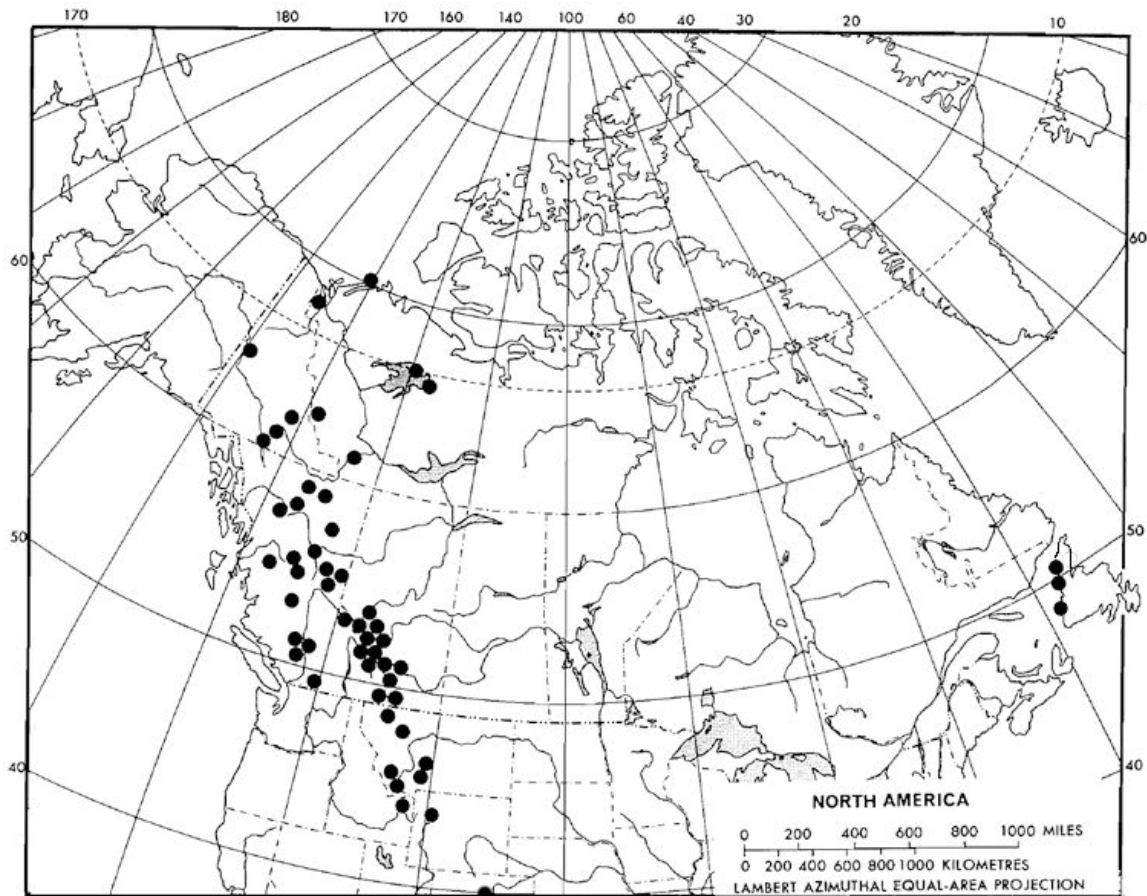 170 180 170 160 140 120 100 80 60 40 30 20 10
60 60
50 50
40 40
NORTH AMERICA
0 200 400 600 800 1000 MILES
0 200 400 600 800 1000 KILOMETRES
LAMBERT AZIMUTHAL EQUAL-AREA PROJECTION